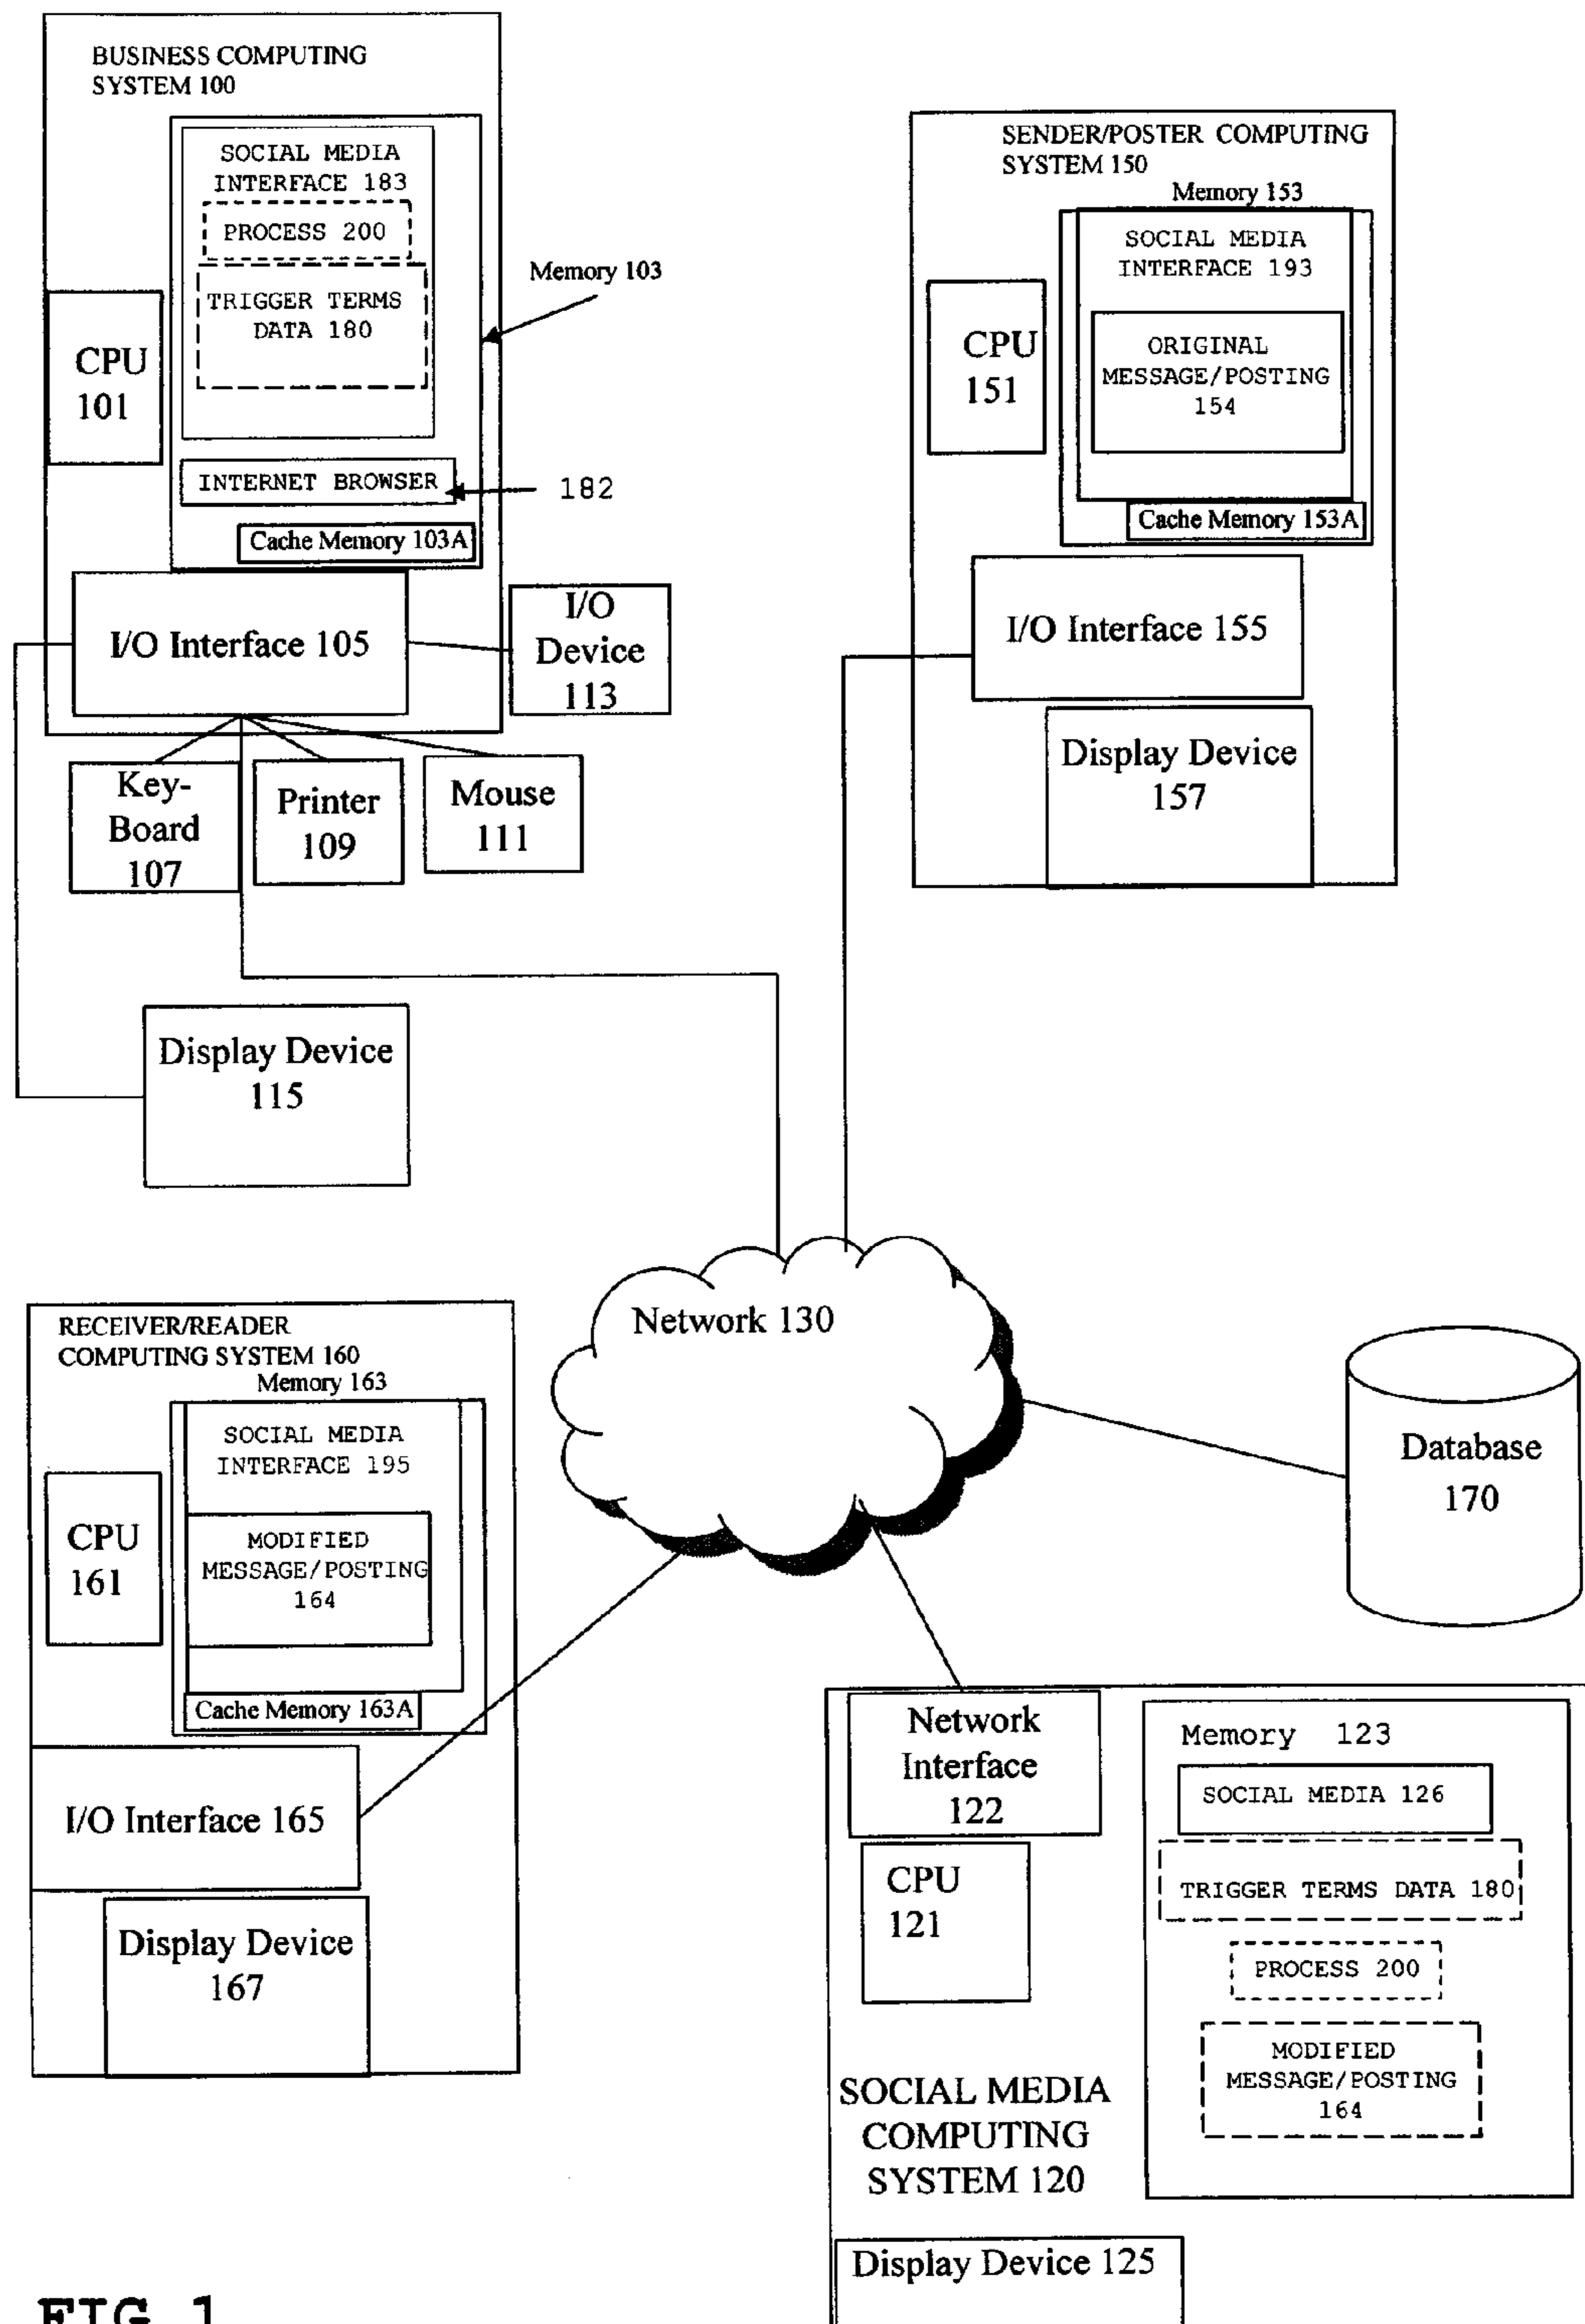 BUSINESS COMPUTING
SYSTEM 100
SOCIAL MEDIA
INTERFACE 183
PROCESS 200
TRIGGER TERMS
DATA 180
CPU
101
Memory 103
INTERNET BROWSER
182
Cache Memory 103A
I/O Interface 105
I/O
Device
113
Key-
Board
107
Printer
109
Mouse
111
Display Device
115
SENDER/POSTER COMPUTING
SYSTEM 150
Memory 153
SOCIAL MEDIA
INTERFACE 193
CPU
151
ORIGINAL
MESSAGE/POSTING
154
Cache Memory 153A
I/O Interface 155
Display Device
157
Network 130
Database
170
RECEIVER/READER
COMPUTING SYSTEM 160
Memory 163
SOCIAL MEDIA
INTERFACE 195
CPU
161
MODIFIED
MESSAGE/POSTING
164
Cache Memory 163A
I/O Interface 165
Display Device
167
Network
Interface
122
CPU
121
Memory 123
SOCIAL MEDIA 126
TRIGGER TERMS DATA 180
PROCESS 200
MODIFIED
MESSAGE/POSTING
164
SOCIAL MEDIA
COMPUTING
SYSTEM 120
Display Device 125
FIG. 1